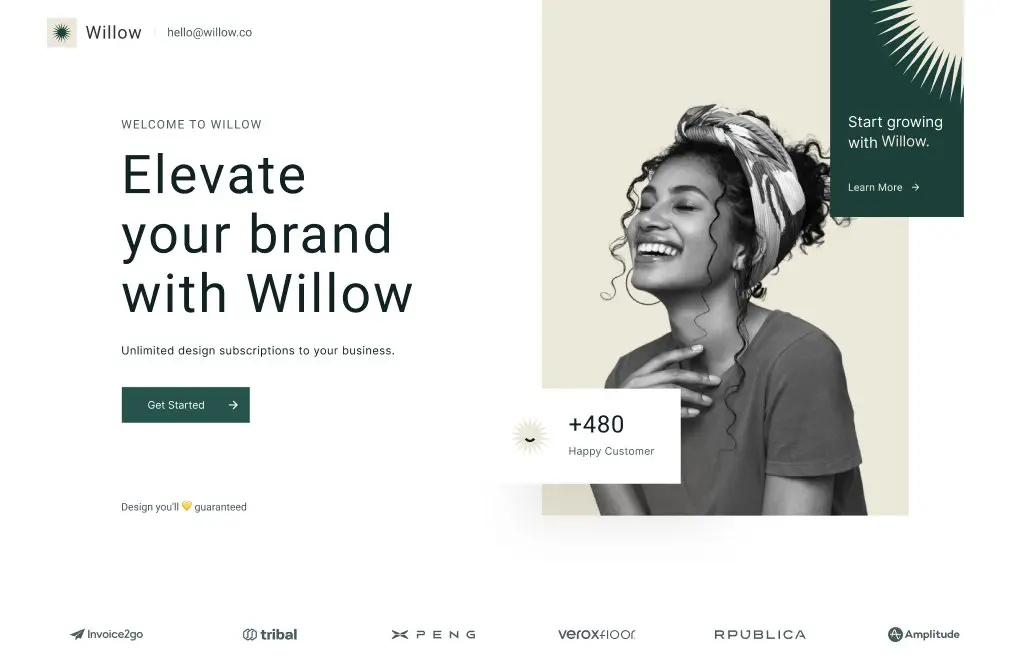 Willow
hello@willow.co
WELCOME TO WILLOW
Elevate
your brand
with Willow
Unlimited design subscriptions to your business.
Get Started
Design you'll 💛 guaranteed
Start growing
with Willow.
Learn More
+480
Happy Customer
Invoice2go
tribal
XPENG
veroxfloor
RPUBLICA
Amplitude